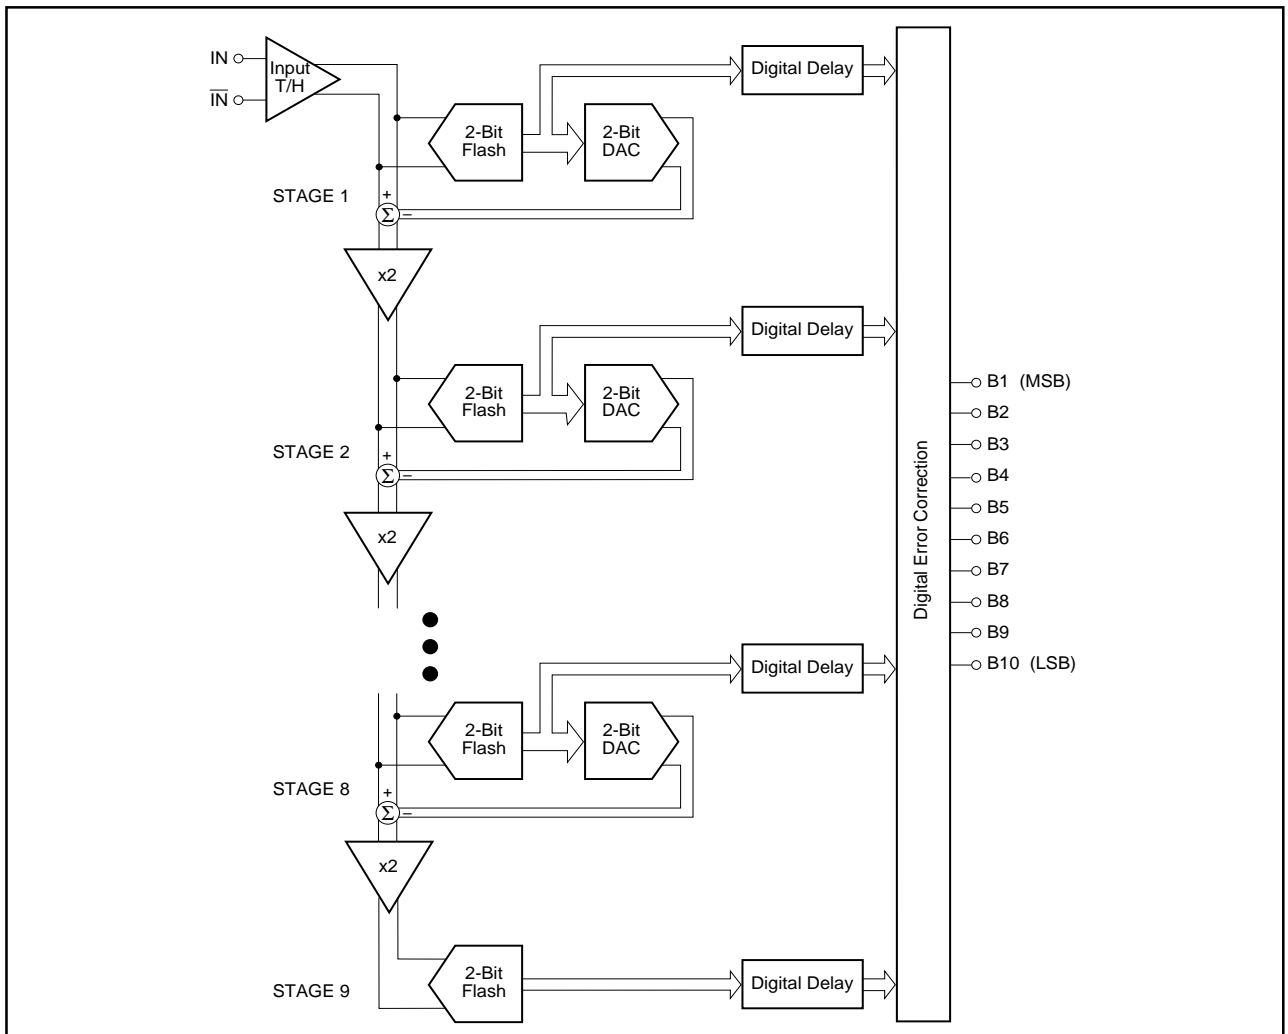 IN
Input
T/H
IN
2-Bit
Flash
2-Bit
DAC
Digital Delay
STAGE 1
+
Σ
–
x2
Digital Delay
2-Bit
Flash
2-Bit
DAC
STAGE 2
+
Σ
–
x2
Digital Delay
2-Bit
Flash
2-Bit
DAC
STAGE 8
+
Σ
–
x2
2-Bit
Flash
Digital Delay
STAGE 9
Digital Error Correction
B1 (MSB)
B2
B3
B4
B5
B6
B7
B8
B9
B10 (LSB)